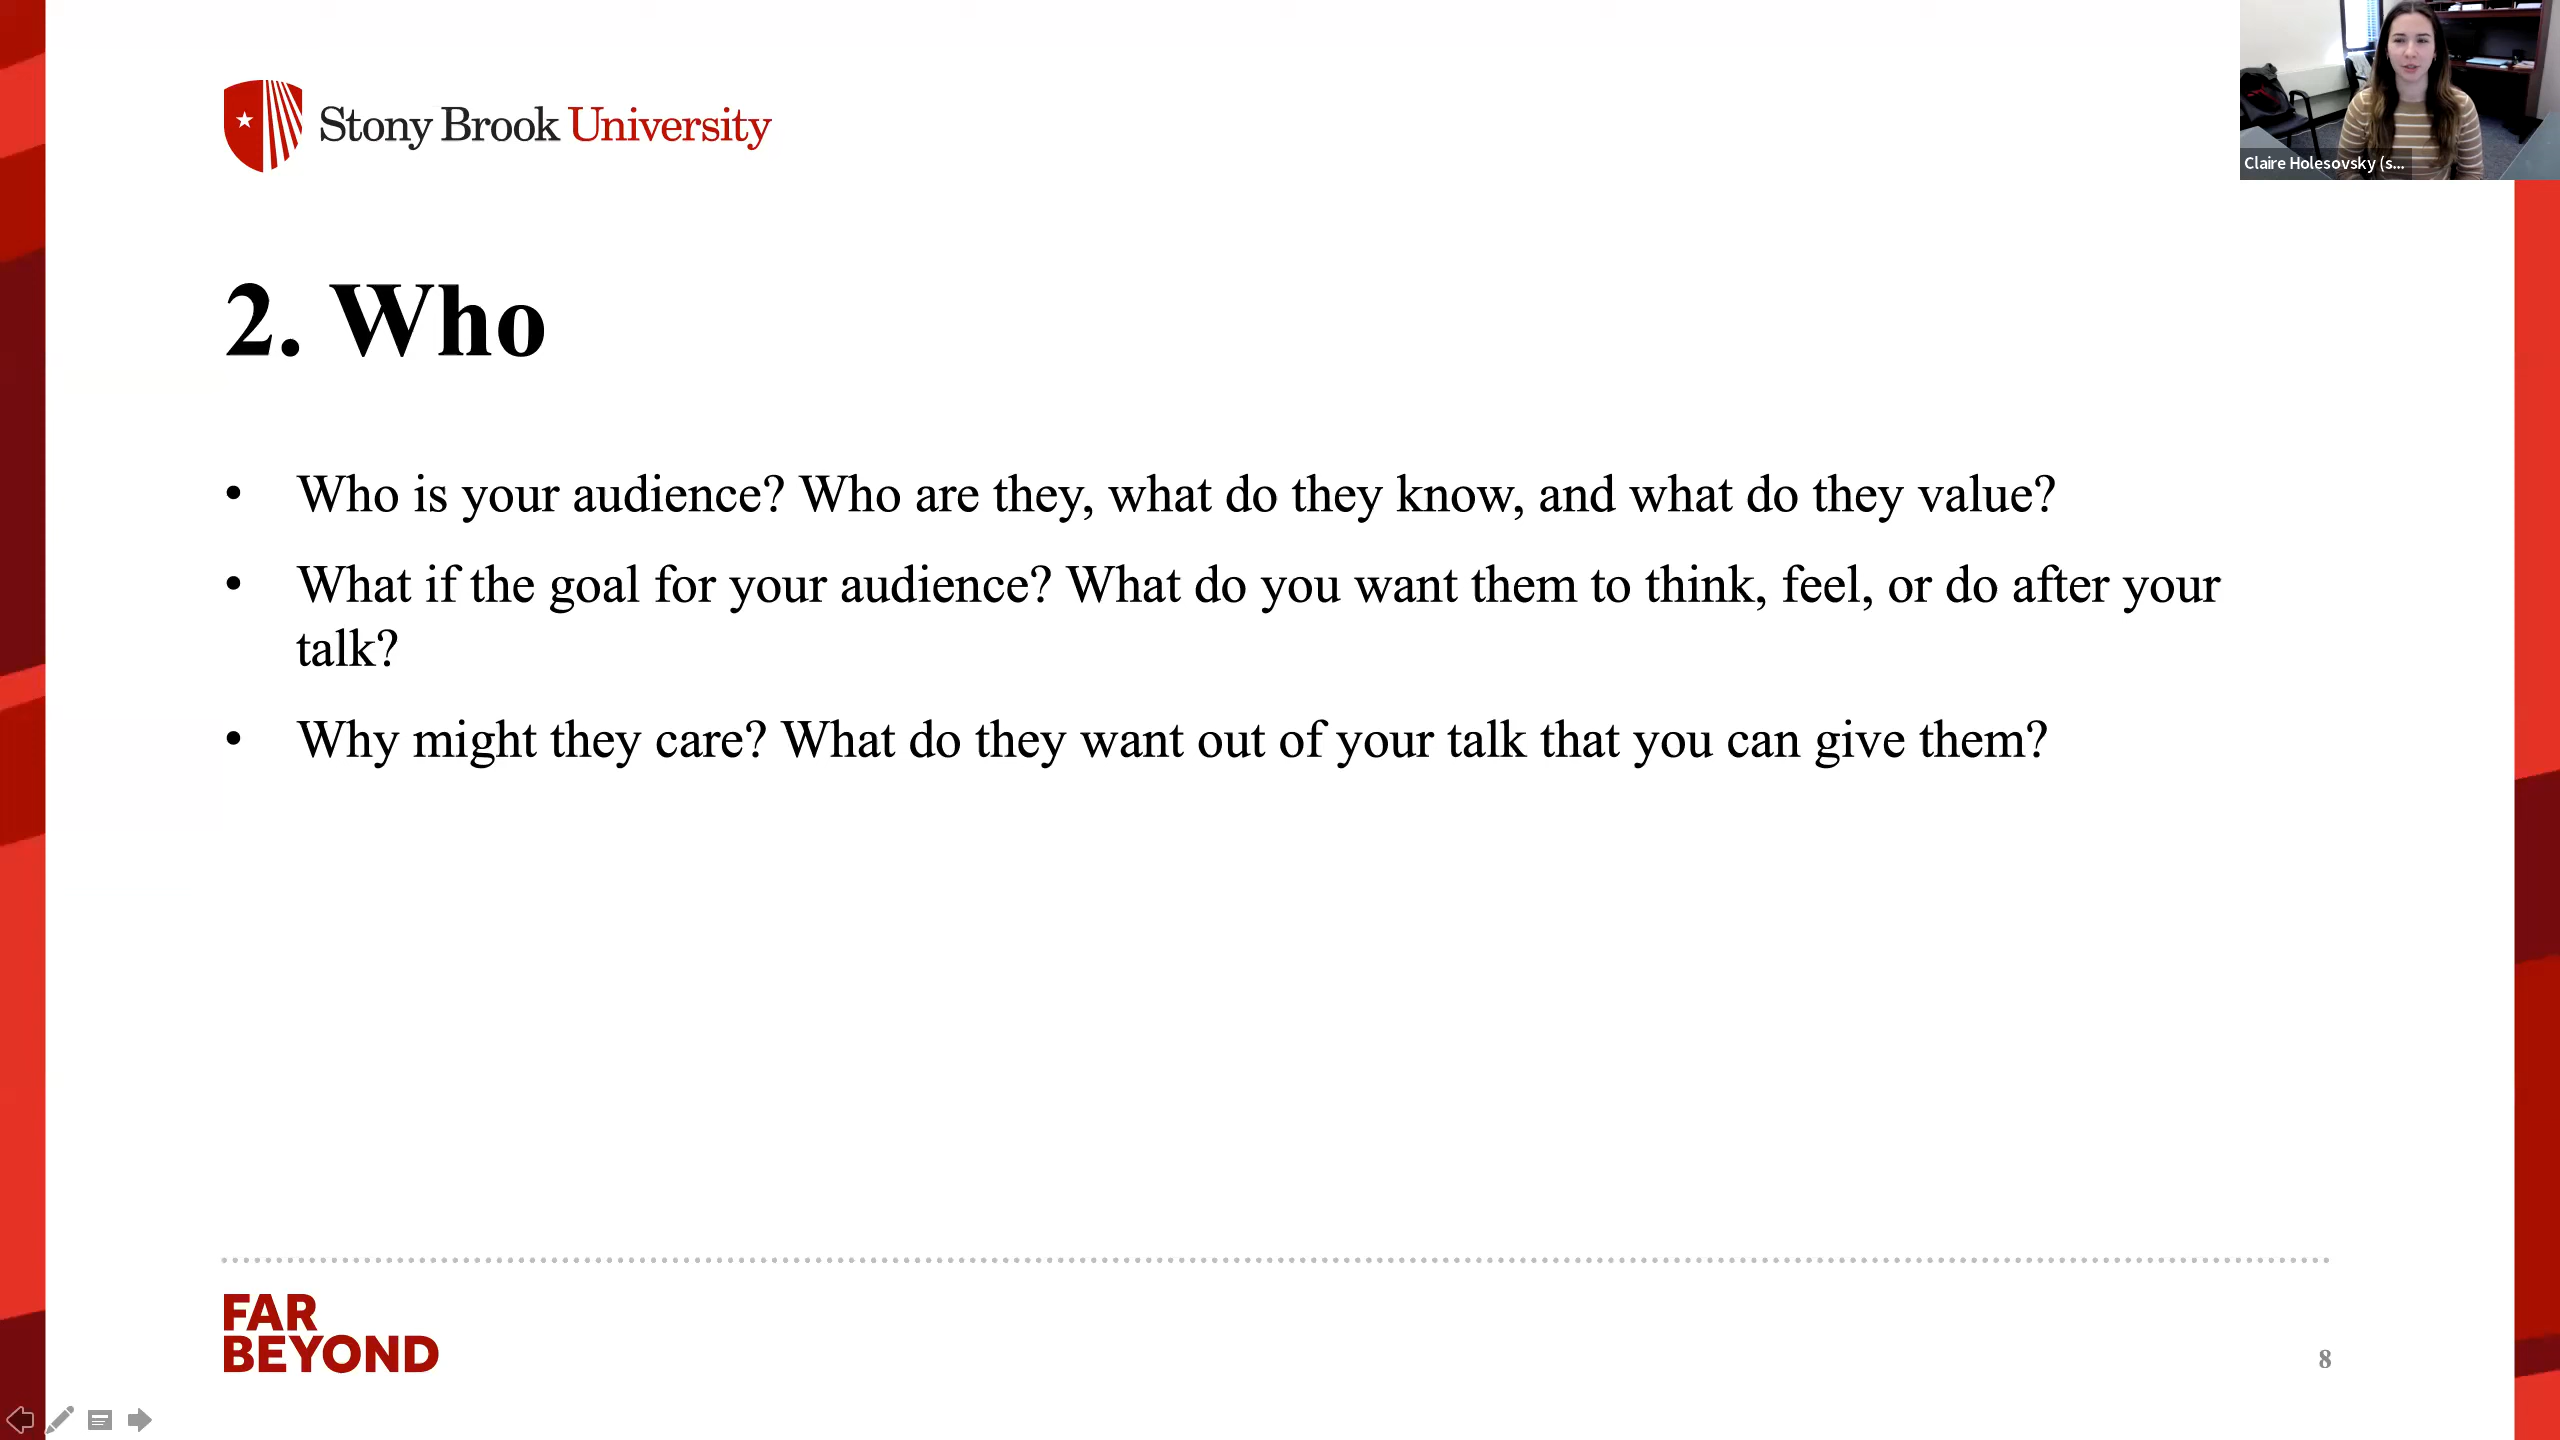 Stony Brook University
Claire Holesovsky (s...
2. Who
• Who is your audience? Who are they, what do they know, and what do they value?
• What if the goal for your audience? What do you want them to think, feel, or do after your
talk?
• Why might they care? What do they want out of your talk that you can give them?
FAR
BEYOND
8